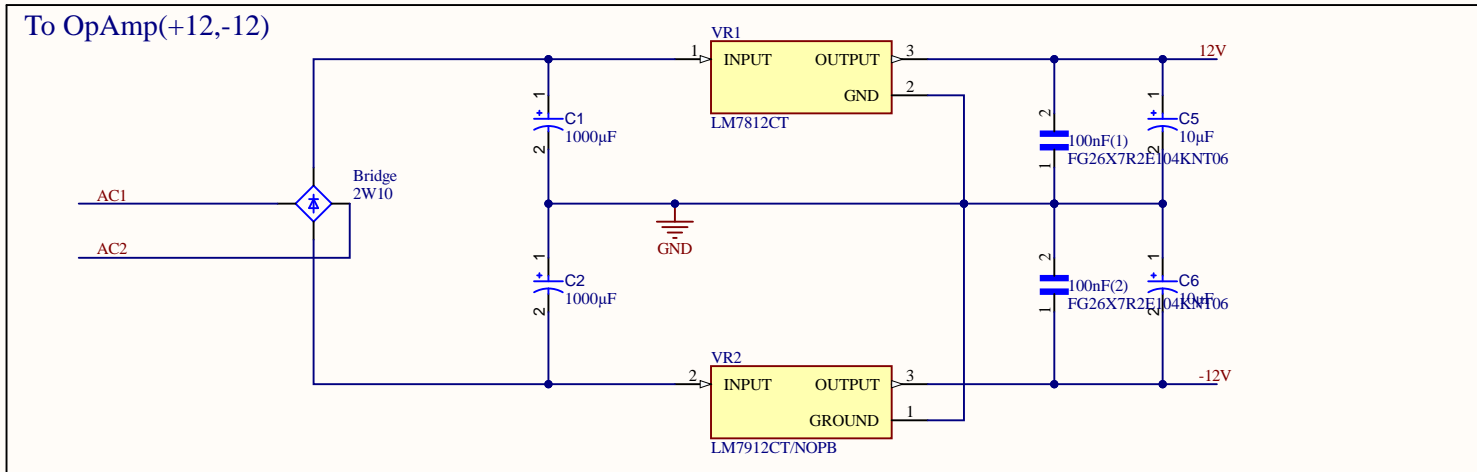 To OpAmp(+12,-12)
VR1
1 INPUT OUTPUT 3
GND 2
LM7812CT
12V
1
+
C1
1000µF
2
2
100nF(1)
FG26X7R2E104KNT06
1
1
+
C5
10µF
2
Bridge
2W10
AC1
AC2
GND
1
+
C2
1000µF
2
2
100nF(2)
FG26X7R2E104KNT06
1
1
+
C6
10µF
2
VR2
2 INPUT OUTPUT 3
GROUND 1
LM7912CT/NOPB
-12V